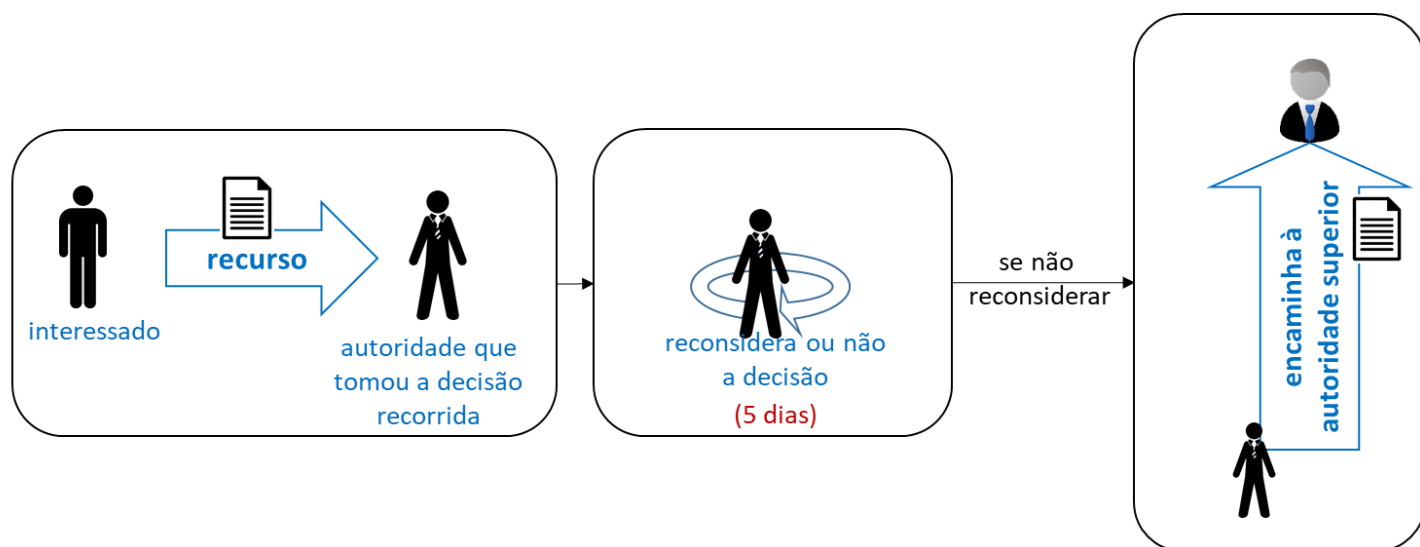 interessado
recurso
autoridade que
tomou a decisão
recorrida
reconsidera ou não
a decisão
(5 dias)
se não
reconsiderar
encaminha à
autoridade superior